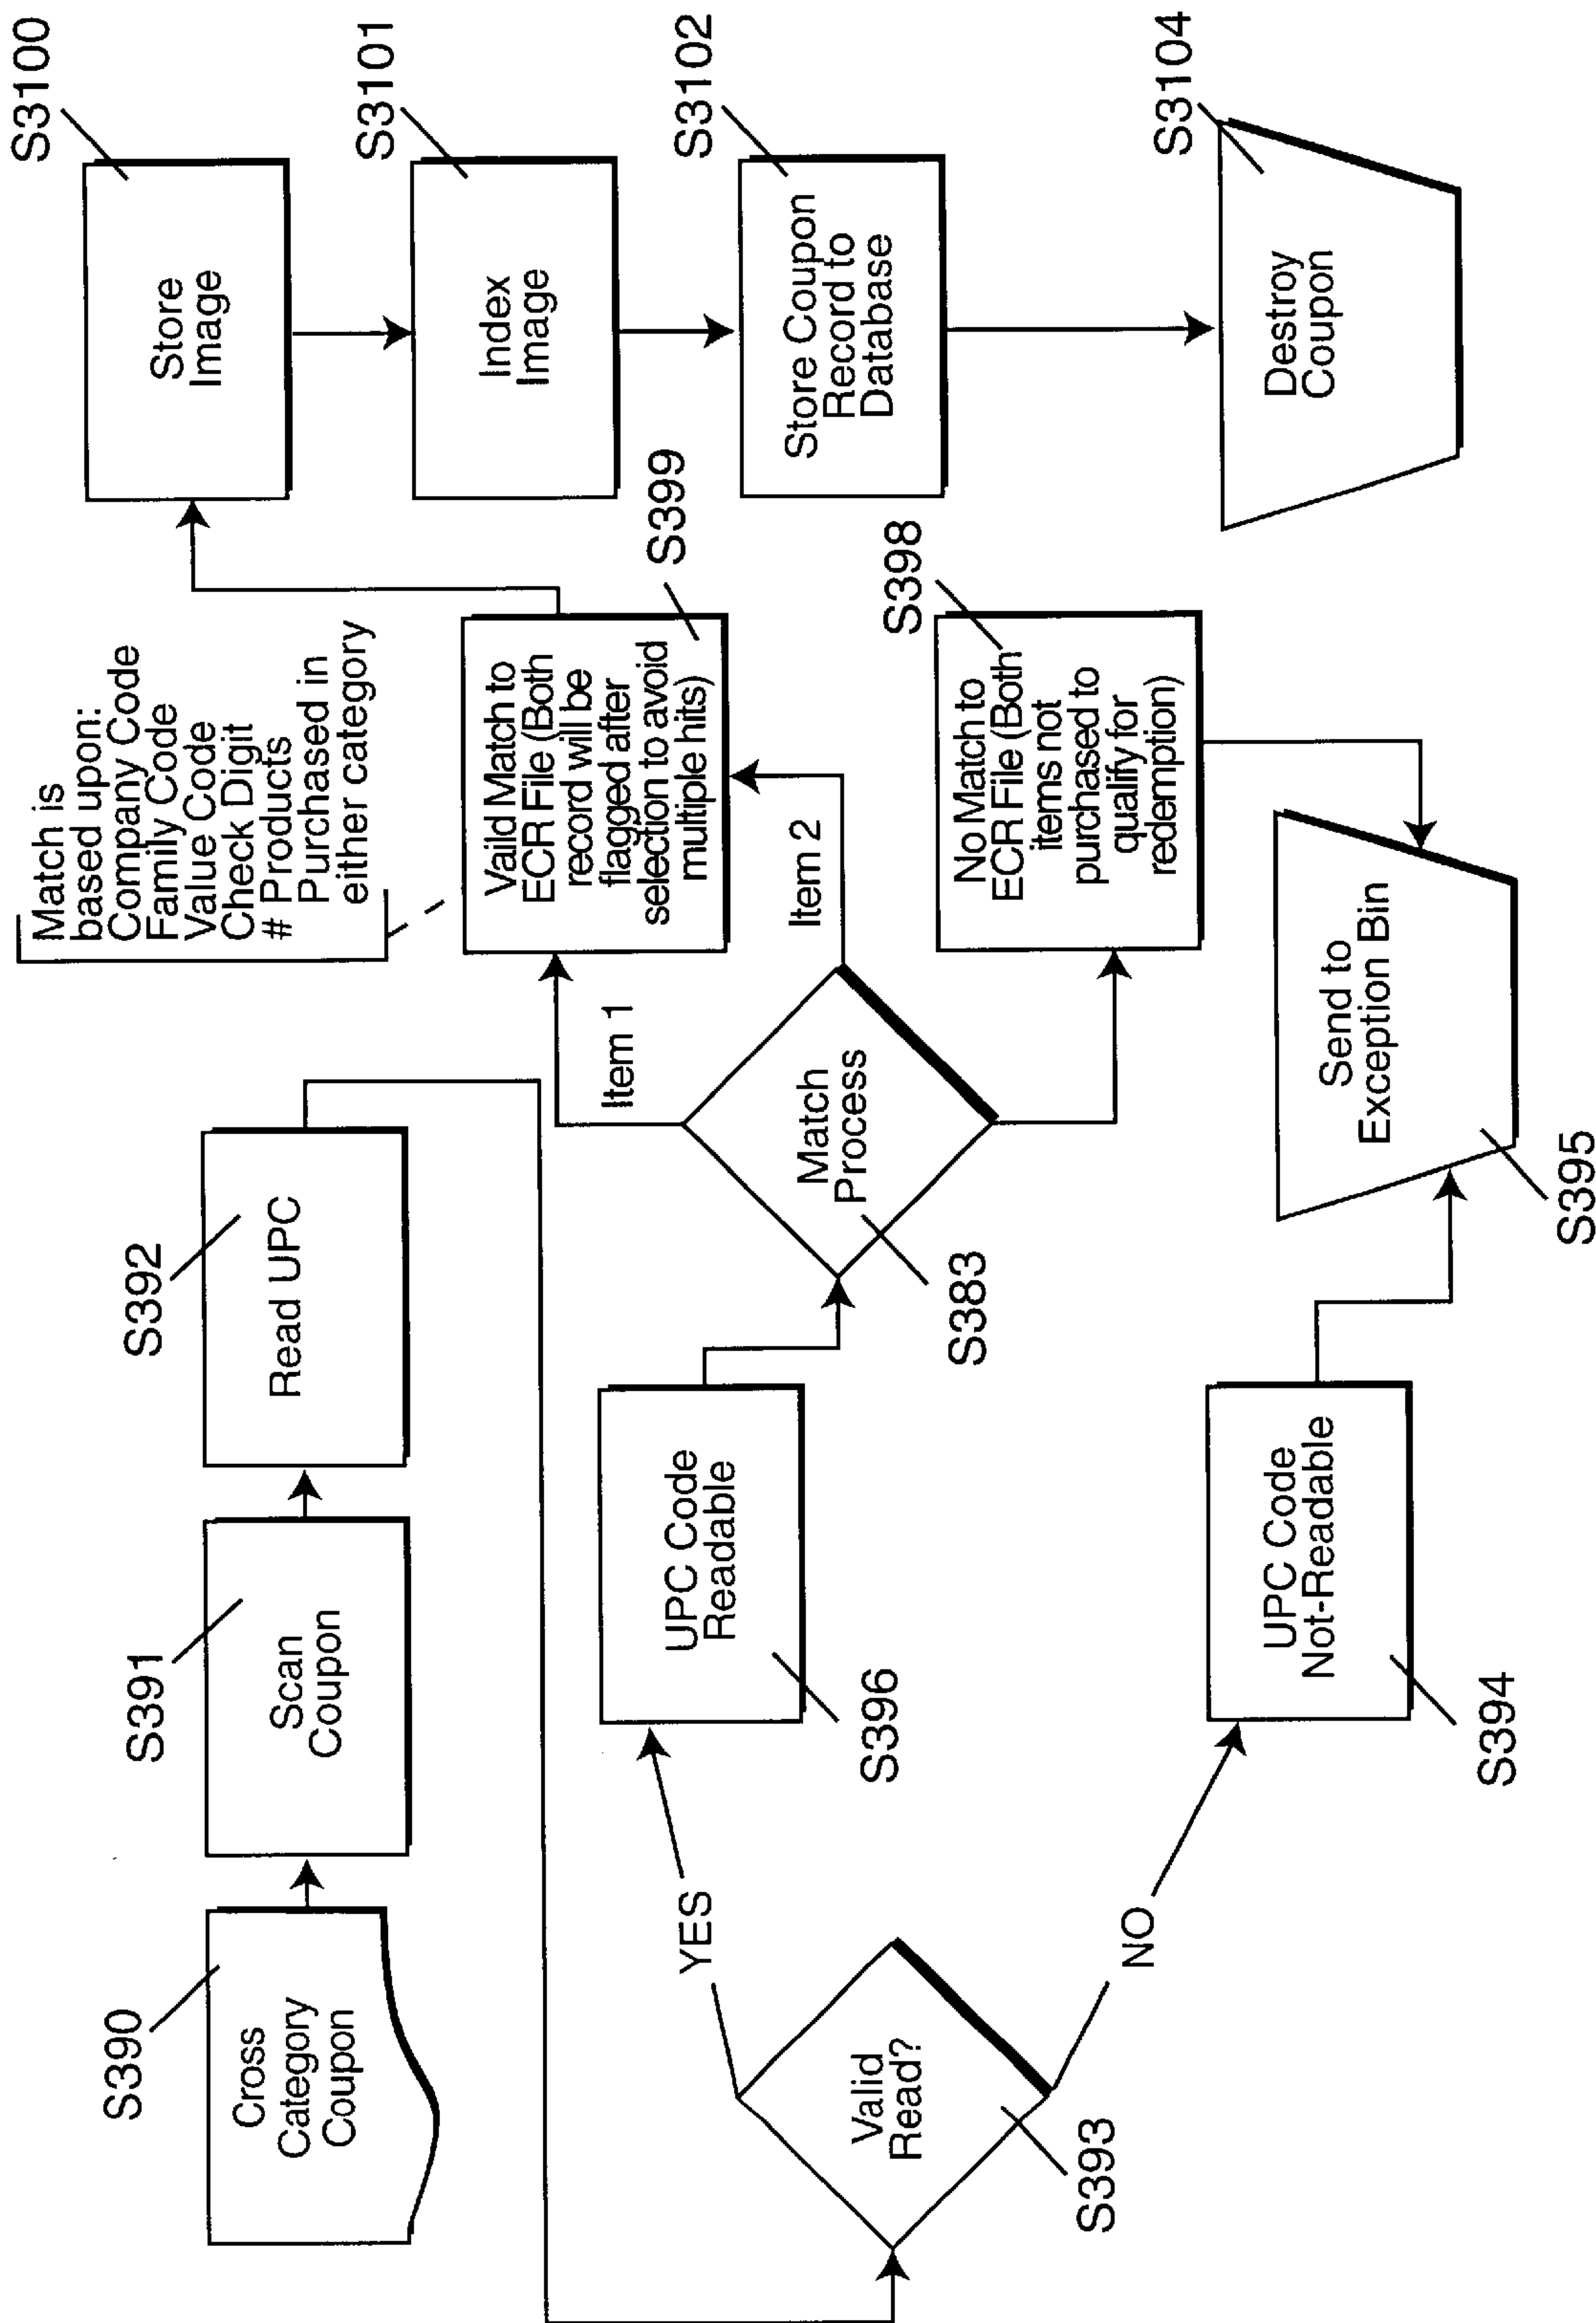 S390
Cross
Category
Coupon
S391
Scan
Coupon
S392
Read UPC
Valid
Read?
S393
YES
NO
UPC Code
Readable
S396
UPC Code
Not-Readable
S394
Match
Process
S383
Item 1
Item 2
Match is
based upon:
Company Code
Family Code
Value Code
Check Digit
# Products
Purchased in
either category
Vaild Match to
ECR File (Both
record will be
flagged after
selection to avoid
multiple hits)
S399
No Match to
ECR File (Both
items not
purchased to
qualify for
redemption)
S398
Send to
Exception Bin
S395
Store
Image
S3100
Index
Image
S3101
Store Coupon
Record to
Database
S3102
Destroy
Coupon
S3104